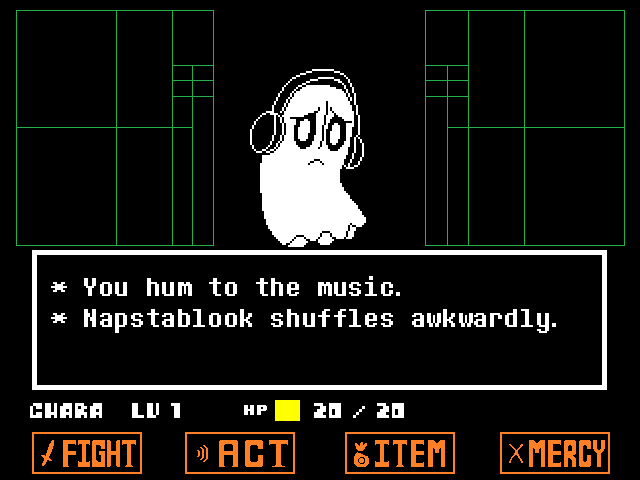 * You hum to the music.
* Napstablook shuffles awkwardly.
CHARA LV 1 HP 20 / 20
FIGHT ACT ITEM MERCY